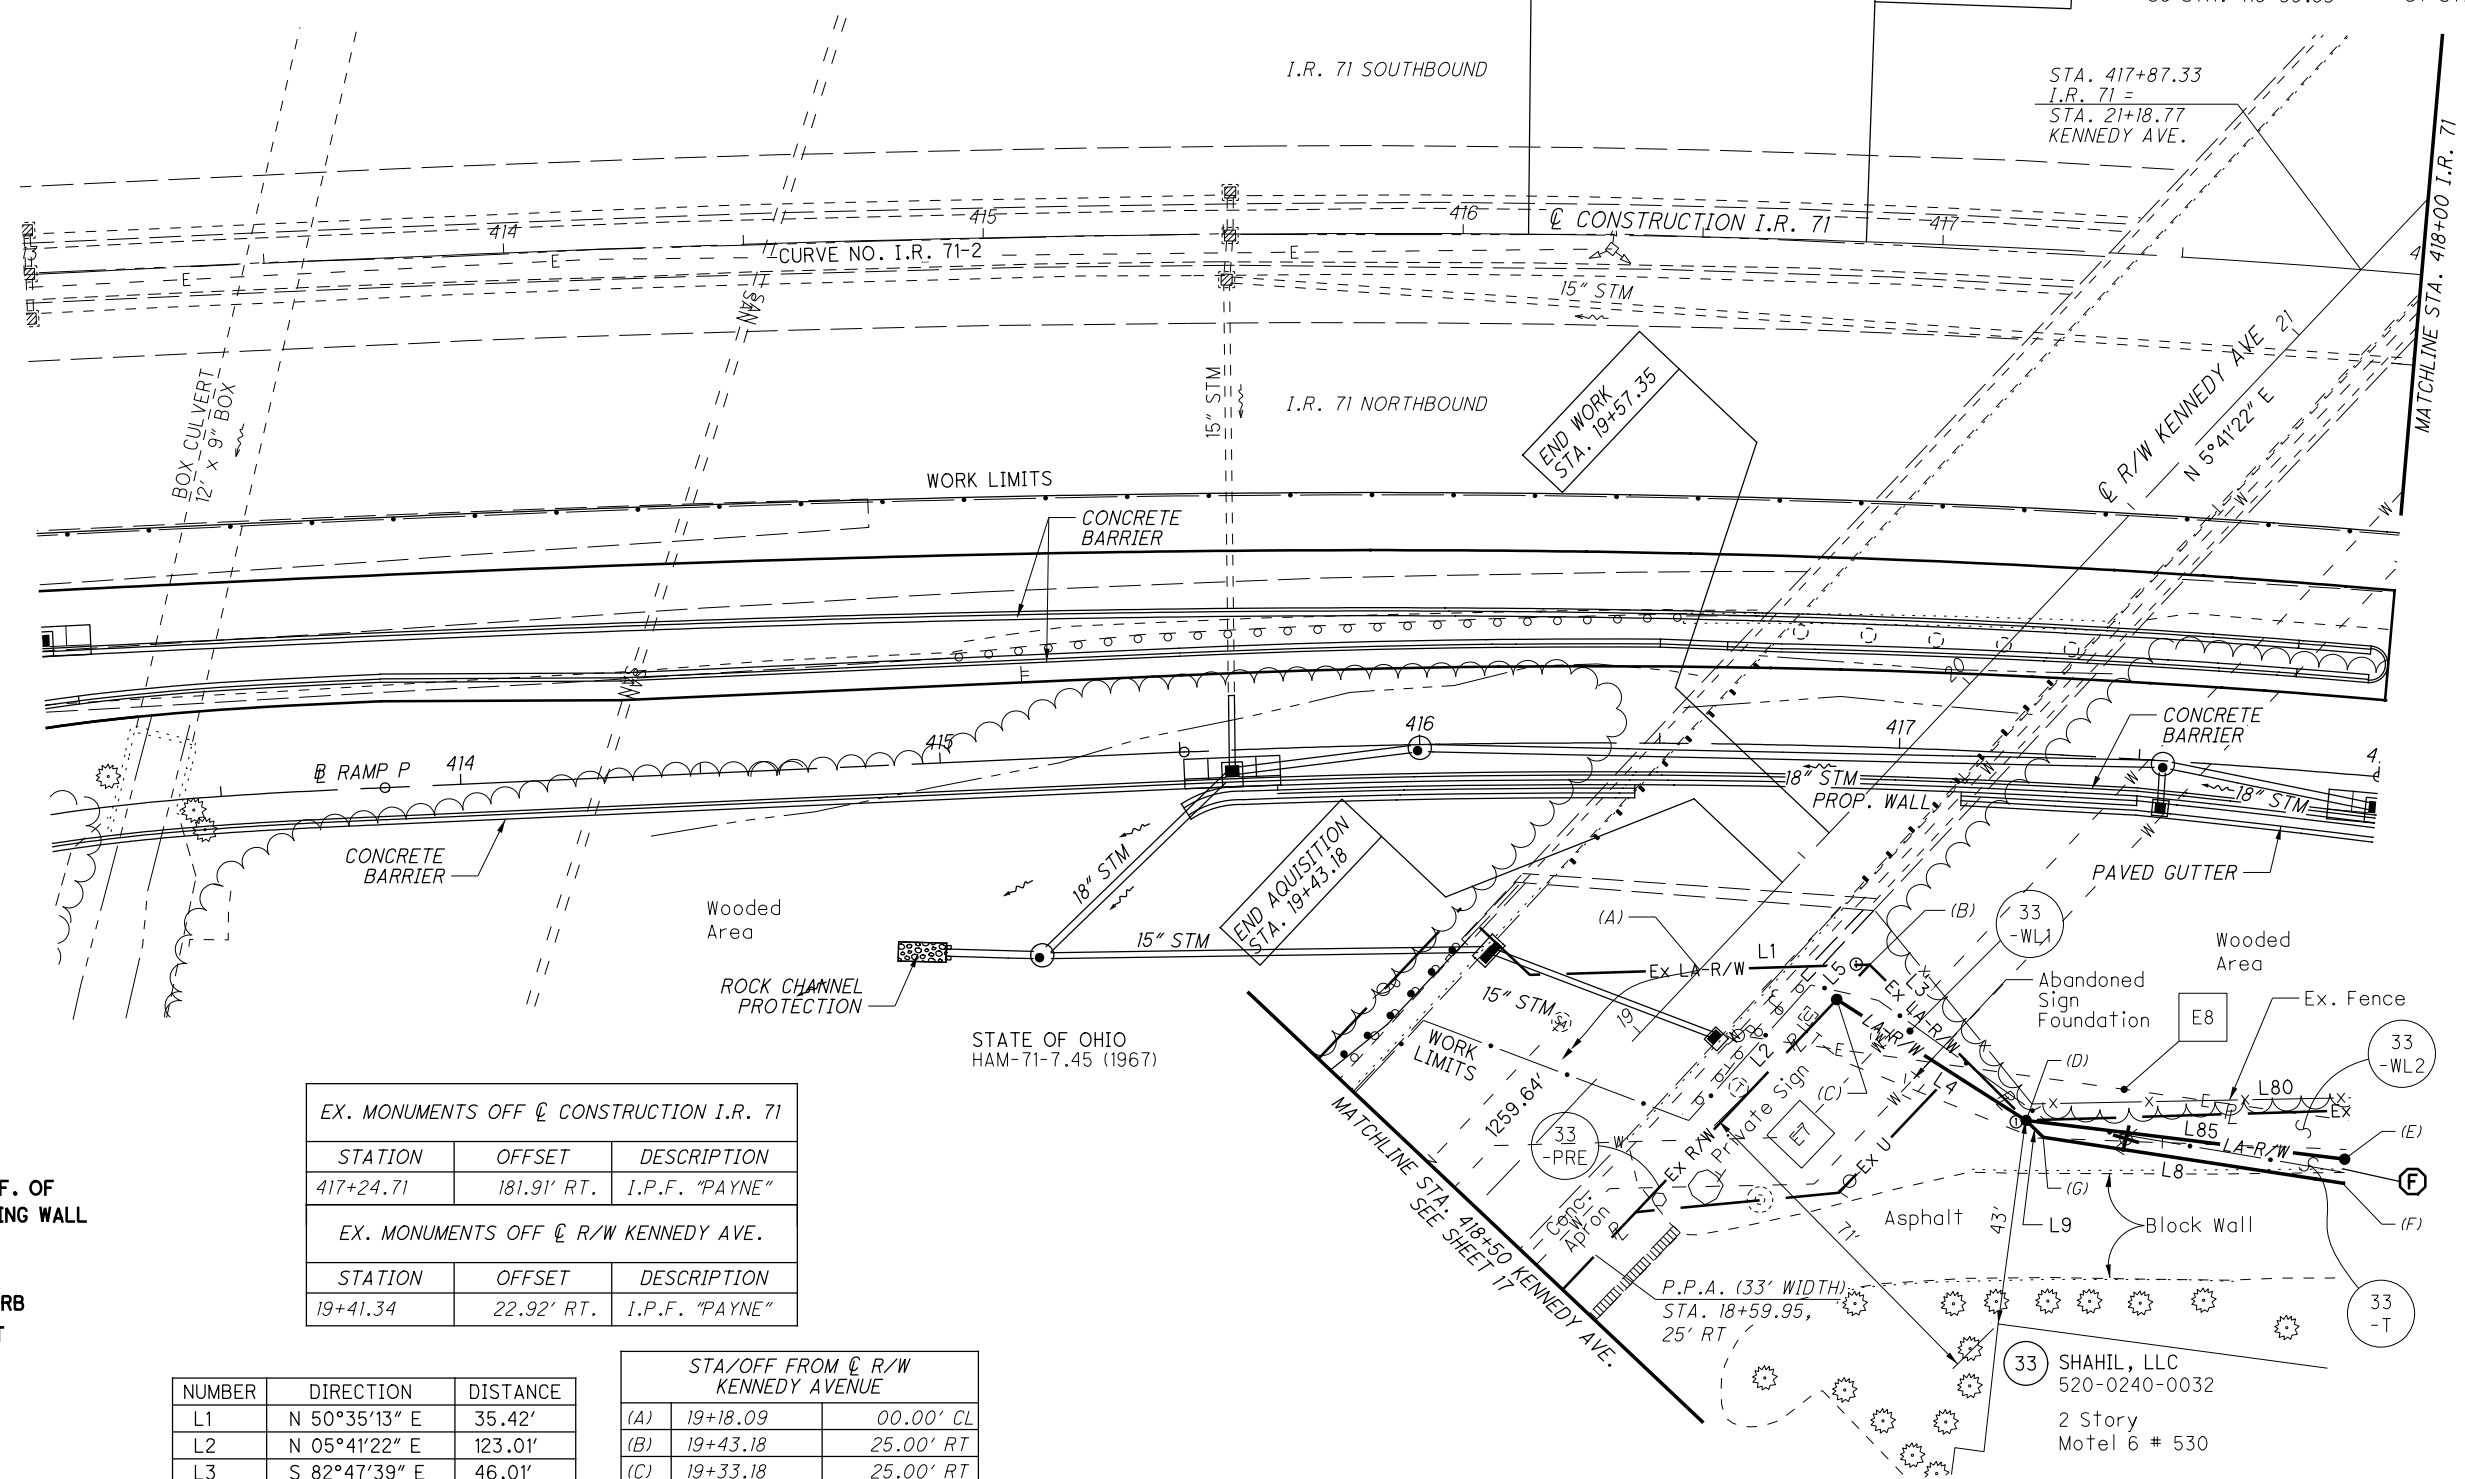 I.R. 71 SOUTHBOUND
STA. 417+87.33
I.R. 71 =
STA. 21+18.77
KENNEDY AVE.
MATCHLINE STA. 418+00 I.R. 71
414
415
416
℄ CONSTRUCTION I.R. 71
417
CURVE NO. I.R. 71-2
E
E
E
SAN
15" STM
I.R. 71 NORTHBOUND
15" STM
BOX CULVERT
12' x 9" BOX
END WORK
STA. 19+57.35
℄ R/W KENNEDY AVE
21
N 5°41'22" E
WORK LIMITS
CONCRETE
BARRIER
W
W
20
℄ RAMP P
414
415
416
417
CONCRETE
BARRIER
18" STM
PROP. WALL
18" STM
W
W
W
PAVED GUTTER
CONCRETE
BARRIER
18" STM
END AQUISITION
STA. 19+43.18
Wooded
Area
15" STM
ROCK CHANNEL
PROTECTION
STATE OF OHIO
HAM-71-7.45 (1967)
(A)
(B)
33
-WL1
Ex LA-R/W
L1
L5
L3
Ex LA-R/W
Wooded
Area
Abandoned
Sign
Foundation
E8
Ex. Fence
15" STM
19
WORK
LIMITS
L2
LA-R/W
L4
E
(C)
(D)
33
-WL2
L80
Ex
L85
LA-R/W
(E)
L8
F
(F)
(G)
L9
43'
71'
1259.64'
33
-PRE
W
Ex R/W
Private Sign
E7
Ex U
Conc.
Apron
Asphalt
Block Wall
MATCHLINE STA. 418+50 KENNEDY AVE.
SEE SHEET 17
P.P.A. (33' WIDTH)
STA. 18+59.95,
25' RT
33
-T
33
SHAHIL, LLC
520-0240-0032
2 Story
Motel 6 # 530
EX. MONUMENTS OFF ℄ CONSTRUCTION I.R. 71
STATION OFFSET DESCRIPTION
417+24.71 181.91' RT. I.P.F. "PAYNE"
EX. MONUMENTS OFF ℄ R/W KENNEDY AVE.
STATION OFFSET DESCRIPTION
19+41.34 22.92' RT. I.P.F. "PAYNE"
F. OF
ING WALL
RB
NUMBER DIRECTION DISTANCE
L1 N 50°35'13" E 35.42'
L2 N 05°41'22" E 123.01'
L3 S 82°47'39" E 46.01'
STA/OFF FROM ℄ R/W
KENNEDY AVENUE
(A) 19+18.09 00.00' CL
(B) 19+43.18 25.00' RT
(C) 19+33.18 25.00' RT